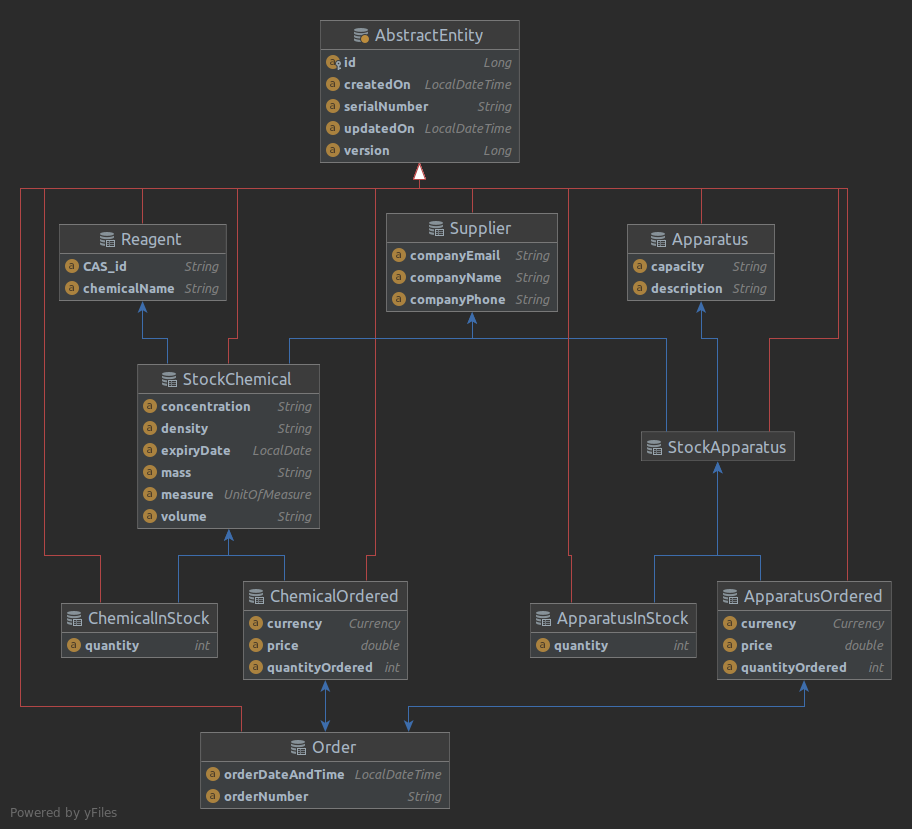 AbstractEntity
id Long
createdOn LocalDateTime
serialNumber String
updatedOn LocalDateTime
version Long
Reagent
CAS_id String
chemicalName String
Supplier
companyEmail String
companyName String
companyPhone String
Apparatus
capacity String
description String
StockChemical
concentration String
density String
expiryDate LocalDate
mass String
measure UnitOfMeasure
volume String
StockApparatus
ChemicalInStock
quantity int
ChemicalOrdered
currency Currency
price double
quantityOrdered int
ApparatusInStock
quantity int
ApparatusOrdered
currency Currency
price double
quantityOrdered int
Order
orderDateAndTime LocalDateTime
orderNumber String
Powered by yFiles